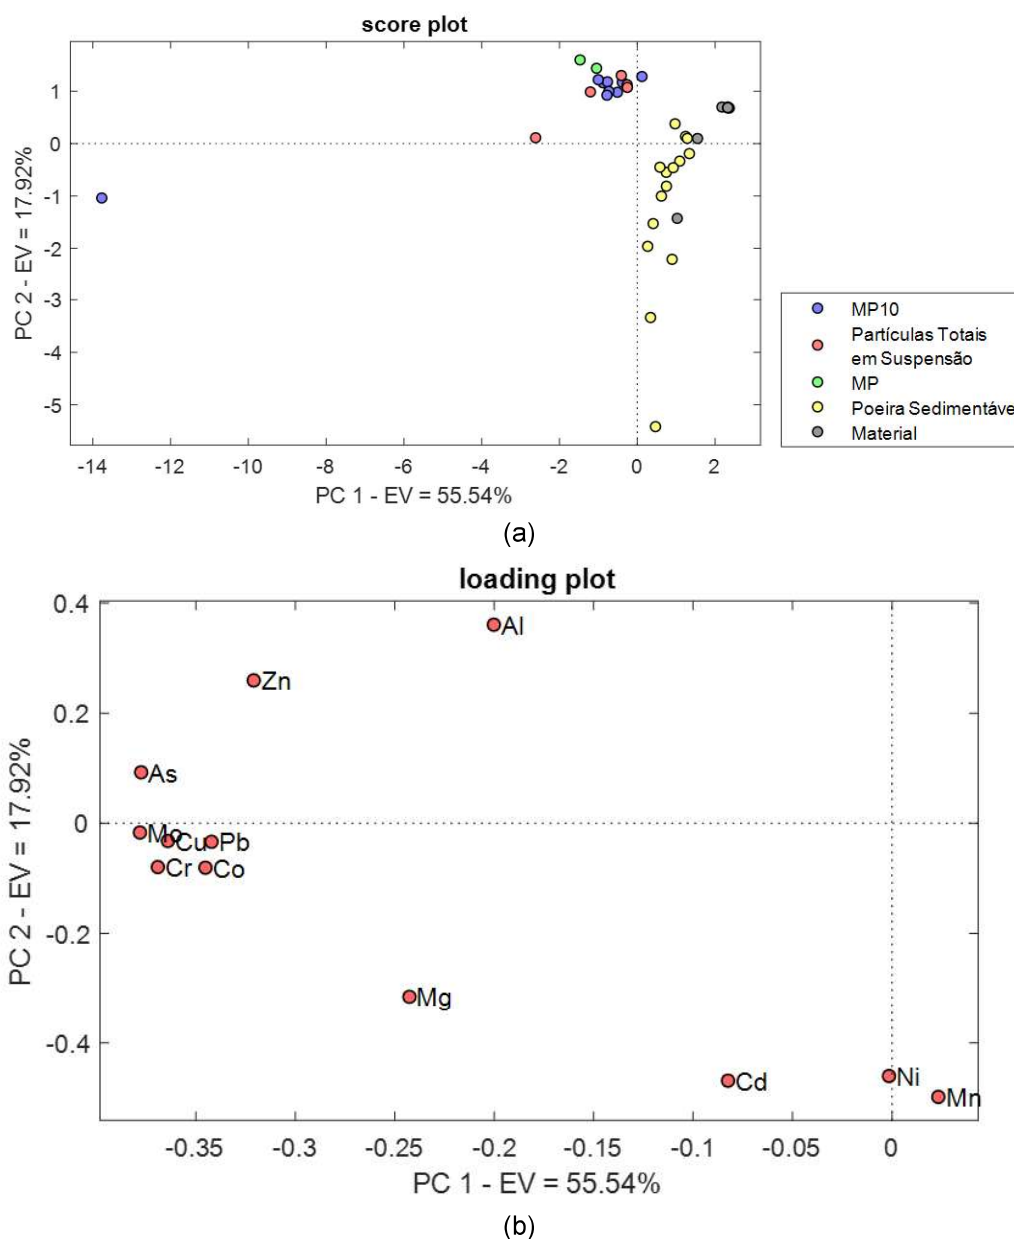 score plot
PC 2 - EV = 17.92%
1
0
-1
-2
-3
-4
-5
-14
-12
-10
-8
-6
-4
-2
0
2
PC 1 - EV = 55.54%
MP10
Partículas Totais
em Suspensão
MP
Poeira Sedimentáve
Material
(a)
loading plot
PC 2 - EV = 17.92%
0.4
0.2
0
-0.2
-0.4
Al
Zn
As
Mo
Cu
Pb
Cr
Co
Mg
Cd
Ni
Mn
-0.35
-0.3
-0.25
-0.2
-0.15
-0.1
-0.05
0
PC 1 - EV = 55.54%
(b)